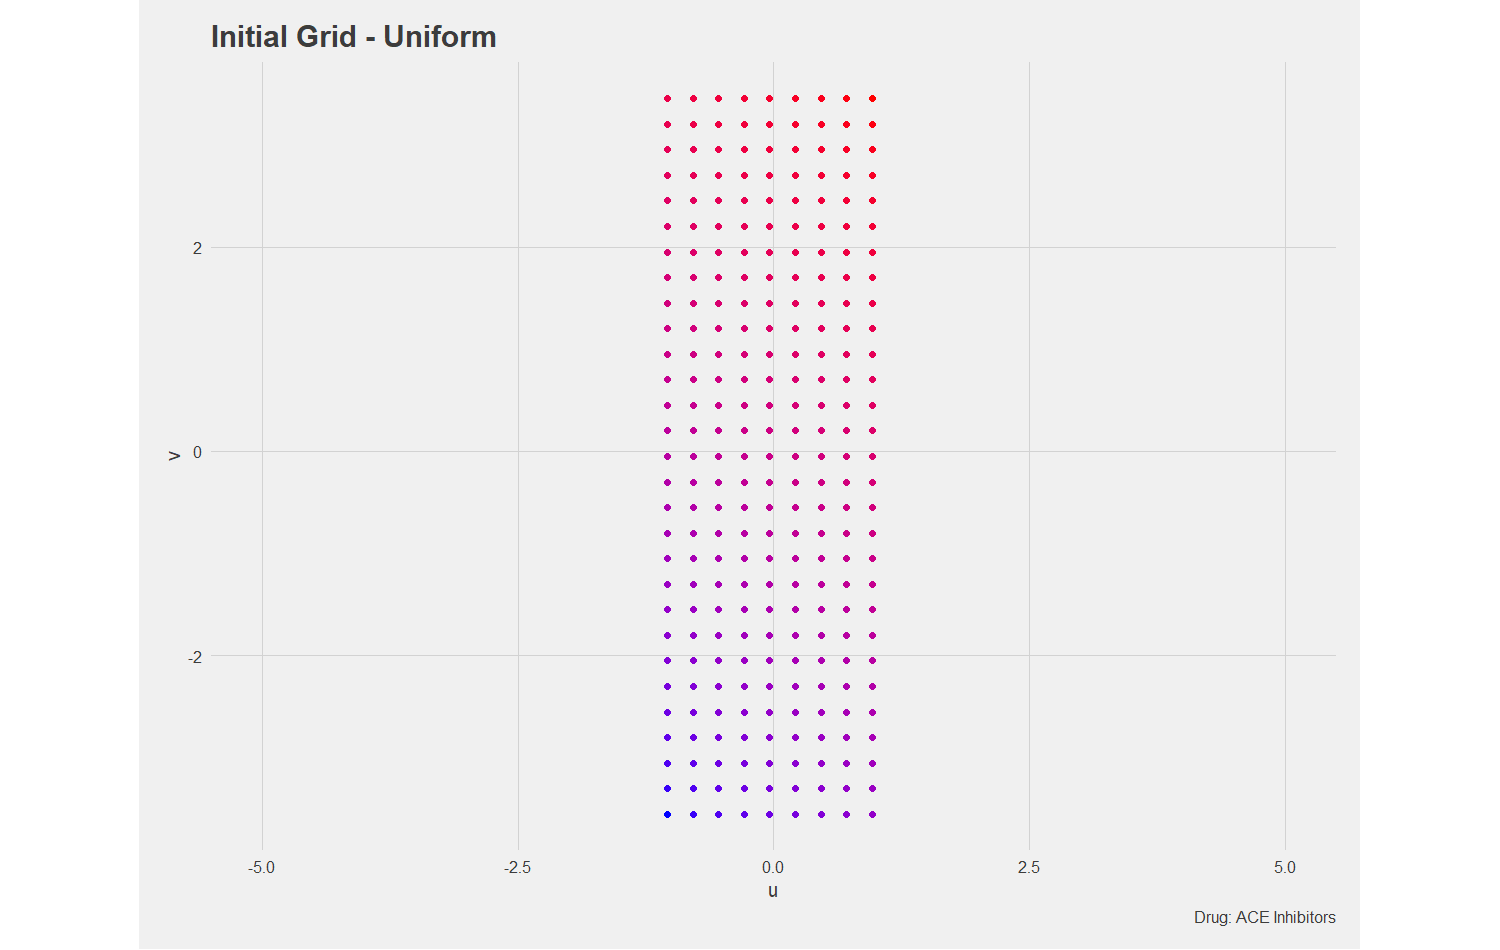 Initial Grid - Uniform
2
0
-2
v
-5.0 -2.5 0.0 2.5 5.0
u
Drug: ACE Inhibitors